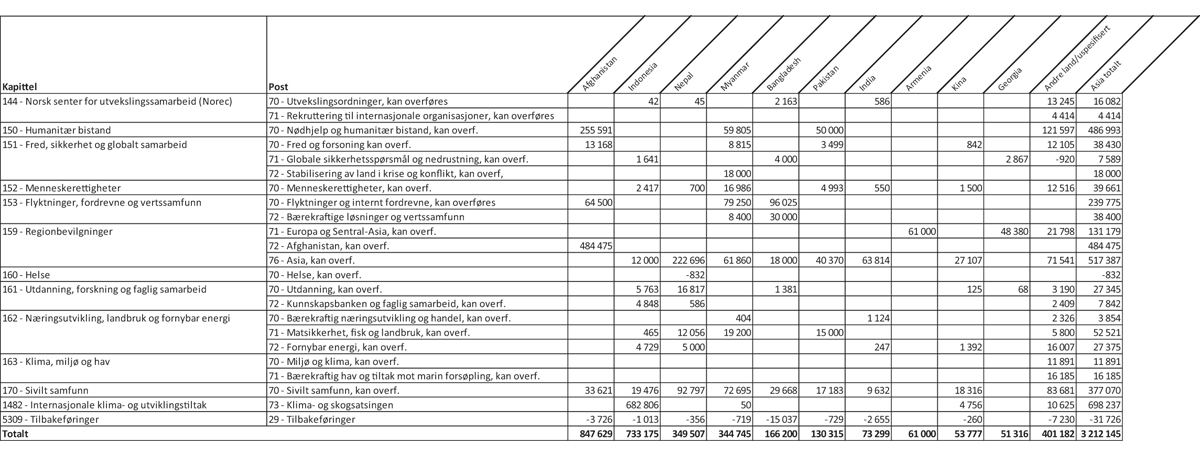 Kapittel Post Afghanistan Indonesia Nepal Myanmar Bangladesh Pakistan India Armenia Kina Georgia Andre land/uspesifisert Asia totalt
144 - Norsk senter for utvekslingssamarbeid (Norec) 70 - Utvekslingsordninger, kan overføres 42 45 2 163 586 13 245 16 082
71 - Rekruttering til internasjonale organisasjoner, kan overføres 4 414 4 414
150 - Humanitær bistand 70 - Nødhjelp og humanitær bistand, kan overf. 255 591 59 805 50 000 121 597 486 993
151 - Fred, sikkerhet og globalt samarbeid 70 - Fred og forsoning kan overf. 13 168 8 815 3 499 842 12 105 38 430
71 - Globale sikkerhetsspørsmål og nedrustning, kan overf. 1 641 4 000 2 867 -920 7 589
72 - Stabilisering av land i krise og konflikt, kan overf, 18 000 18 000
152 - Menneskerettigheter 70 - Menneskerettigheter, kan overf. 2 417 700 16 986 4 993 550 1 500 12 516 39 661
153 - Flyktninger, fordrevne og vertssamfunn 70 - Flyktninger og internt fordrevne, kan overføres 64 500 79 250 96 025 239 775
72 - Bærekraftige løsninger og vertssamfunn 8 400 30 000 38 400
159 - Regionbevilgninger 71 - Europa og Sentral-Asia, kan overf. 61 000 48 380 21 798 131 179
72 - Afghanistan, kan overf. 484 475 484 475
76 - Asia, kan overf. 12 000 222 696 61 860 18 000 40 370 63 814 27 107 71 541 517 387
160 - Helse 70 - Helse, kan overf. -832 -832
161 - Utdanning, forskning og faglig samarbeid 70 - Utdanning, kan overf. 5 763 16 817 1 381 125 68 3 190 27 345
72 - Kunnskapsbanken og faglig samarbeid, kan overf. 4 848 586 2 409 7 842
162 - Næringsutvikling, landbruk og fornybar energi 70 - Bærekraftig næringsutvikling og handel, kan overf. 404 1 124 2 326 3 854
71 - Matsikkerhet, fisk og landbruk, kan overf. 465 12 056 19 200 15 000 5 800 52 521
72 - Fornybar energi, kan overf. 4 729 5 000 247 1 392 16 007 27 375
163 - Klima, miljø og hav 70 - Miljø og klima, kan overf. 11 891 11 891
71 - Bærekraftig hav og tiltak mot marin forsøpling, kan overf. 16 185 16 185
170 - Sivilt samfunn 70 - Sivilt samfunn, kan overf. 33 621 19 476 92 797 72 695 29 668 17 183 9 632 18 316 83 681 377 070
1482 - Internasjonale klima- og utviklingstiltak 73 - Klima- og skogsatsingen 682 806 50 4 756 10 625 698 237
5309 - Tilbakeføringer 29 - Tilbakeføringer -3 726 -1 013 -356 -719 -15 037 -729 -2 655 -260 -7 230 -31 726
Totalt 847 629 733 175 349 507 344 745 166 200 130 315 73 299 61 000 53 777 51 316 401 182 3 212 145